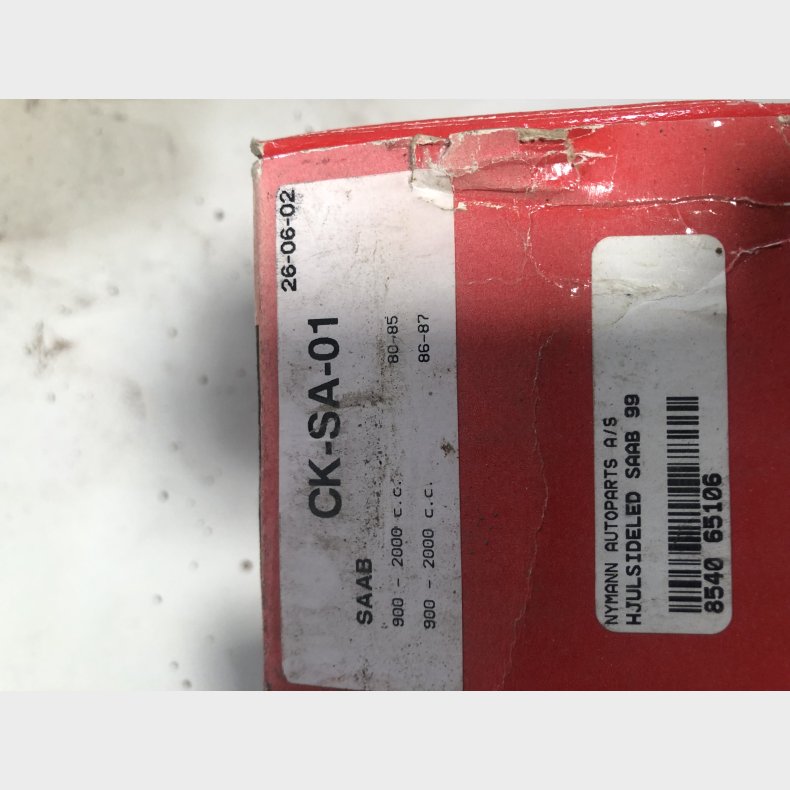 CK-SA-01 26-06-02
SAAB
900 - 2000 c.c. 80-85
900 - 2000 c.c. 86-87
NYMANN AUTOPARTS A/S
HJULSIDELED SAAB 99
8540 65106